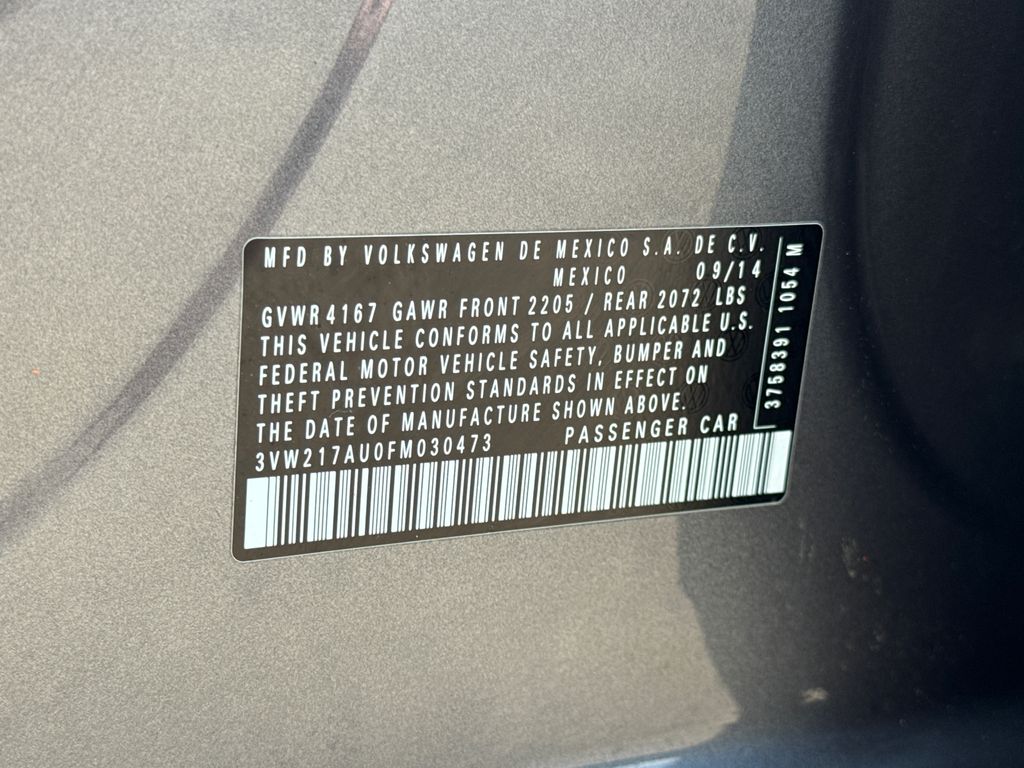 MFD BY VOLKSWAGEN DE MEXICO S.A. DE C.V.
MEXICO 09/14
GVWR 4167 GAWR FRONT 2205 / REAR 2072 LBS
THIS VEHICLE CONFORMS TO ALL APPLICABLE U.S.
FEDERAL MOTOR VEHICLE SAFETY, BUMPER AND
THEFT PREVENTION STANDARDS IN EFFECT ON
THE DATE OF MANUFACTURE SHOWN ABOVE.
3VW217AU0FM030473 PASSENGER CAR
3758391 1054 M